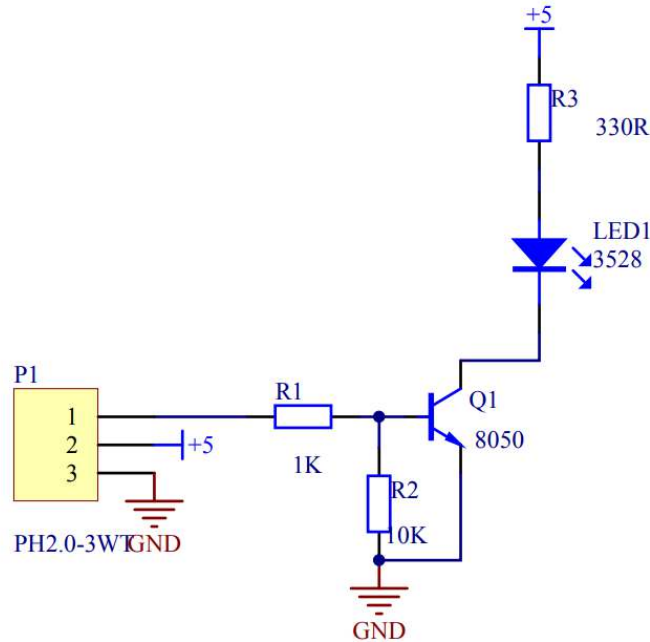 +5
R3
330R
LED1
3528
P1
R1
Q1
1
2
+5
8050
3
1K
R2
10K
PH2.0-3WT
GND
GND